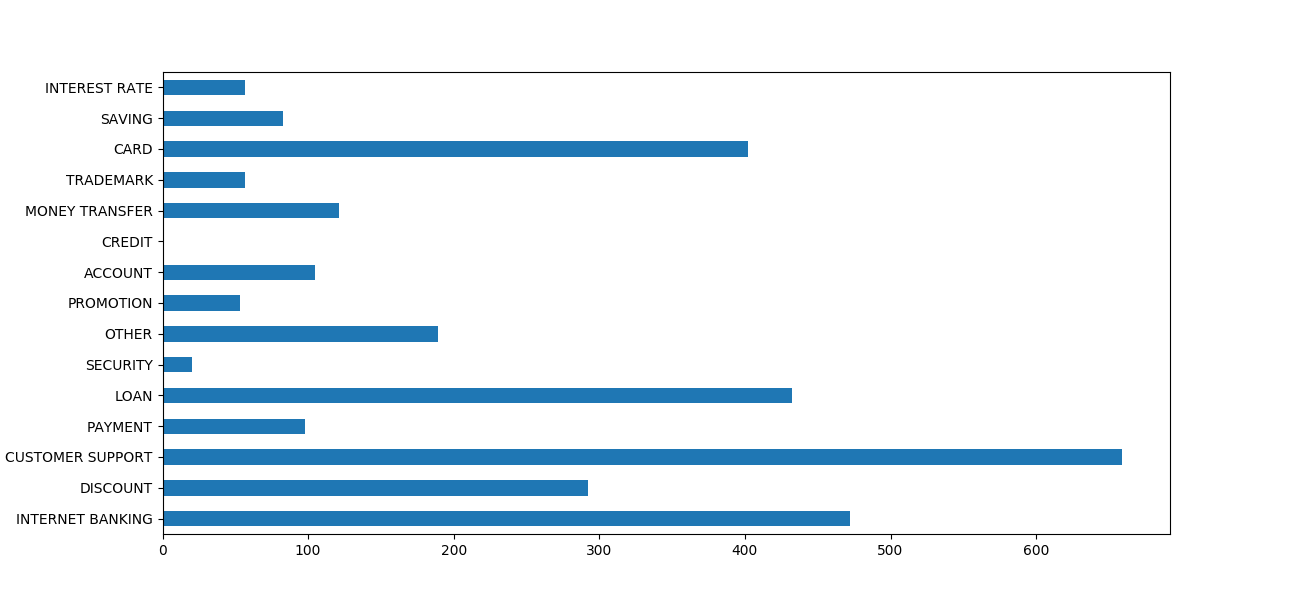 INTEREST RATE
SAVING
CARD
TRADEMARK
MONEY TRANSFER
CREDIT
ACCOUNT
PROMOTION
OTHER
SECURITY
LOAN
PAYMENT
CUSTOMER SUPPORT
DISCOUNT
INTERNET BANKING
0 100 200 300 400 500 600